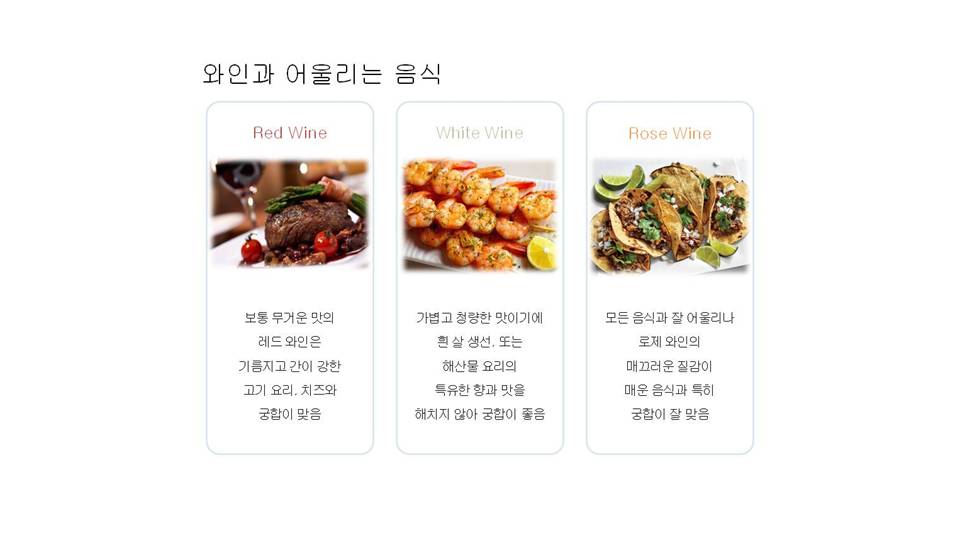 와인과 어울리는 음식
Red Wine
보통 무거운 맛의
레드 와인은
기름지고 간이 강한
고기 요리, 치즈와
궁합이 맞음
White Wine
가볍고 청량한 맛이기에
흰 살 생선, 또는
해산물 요리의
특유한 향과 맛을
해치지 않아 궁합이 좋음
Rose Wine
모든 음식과 잘 어울리나
로제 와인의
매끄러운 질감이
매운 음식과 특히
궁합이 잘 맞음